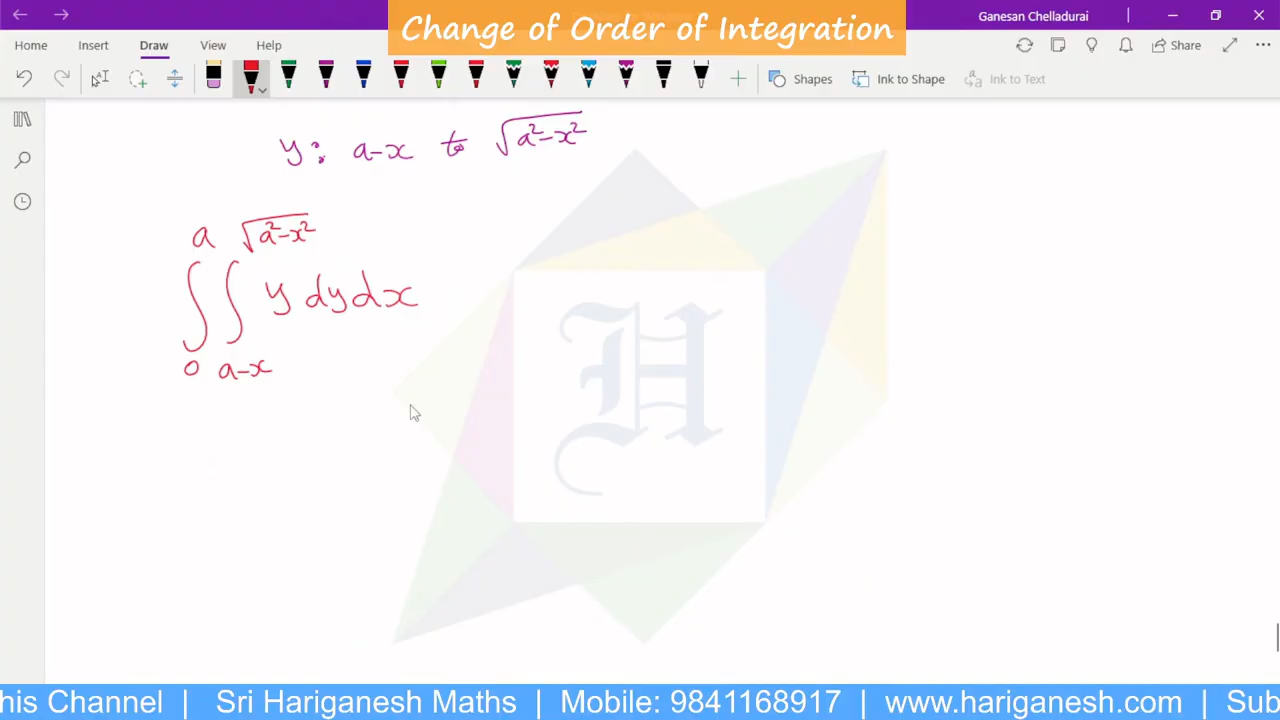 Change of Order of Integration
Ganesan Chelladurai
Home Insert Draw View Help
Share
Shapes Ink to Shape Ink to Text
y: a-x to √(a²-x²)
a √(a²-x²)
∫ ∫ y dy dx
0 a-x
H
his Channel | Sri Hariganesh Maths | Mobile: 9841168917 | www.hariganesh.com | Sub